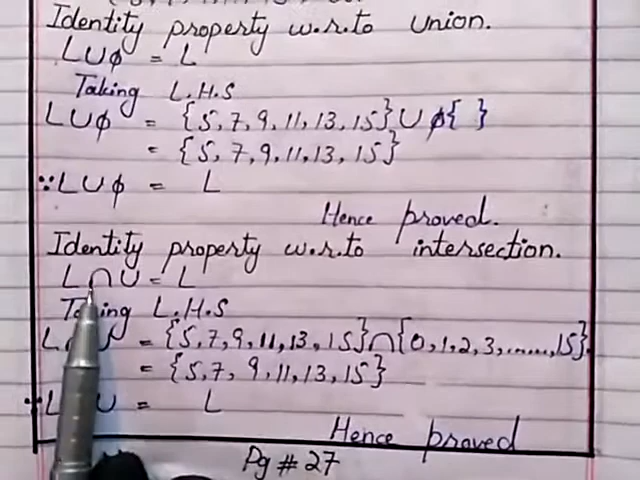 Identity property w.r.to Union.
L∪ϕ = L
Taking L.H.S
L∪ϕ = {5,7,9,11,13,15}∪ϕ{ }
= {5,7,9,11,13,15}
∵L∪ϕ = L
Hence proved.
Identity property w.r.to intersection.
L∩U = L
Taking L.H.S
= {5,7,9,11,13,15}∩{0,1,2,3,......,15}
= {5,7,9,11,13,15}
∵L U = L
Hence proved
Pg # 27